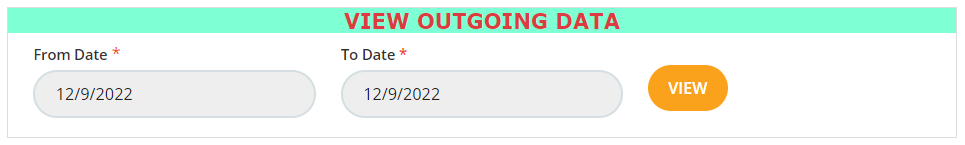 VIEW OUTGOING DATA
From Date *
To Date *
12/9/2022
12/9/2022
VIEW